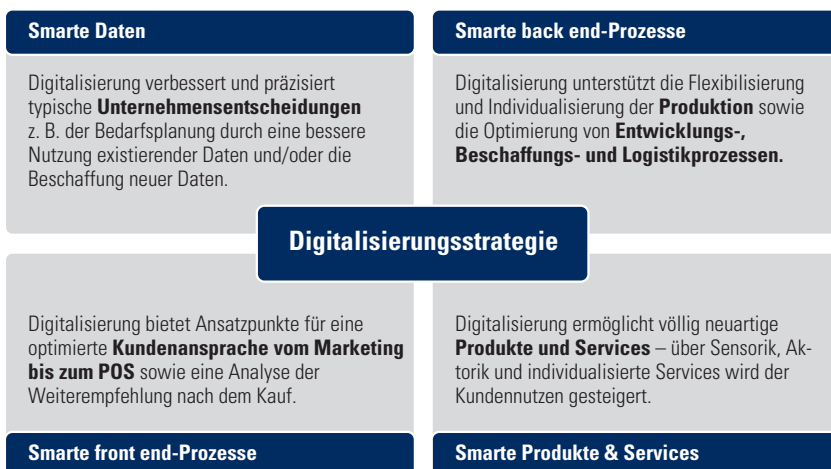 Smarte Daten
Digitalisierung verbessert und präzisiert
typische Unternehmensentscheidungen
z. B. der Bedarfsplanung durch eine bessere
Nutzung existierender Daten und/oder die
Beschaffung neuer Daten.
Smarte back end-Prozesse
Digitalisierung unterstützt die Flexibilisierung
und Individualisierung der Produktion sowie
die Optimierung von Entwicklungs-,
Beschaffungs- und Logistikprozessen.
Digitalisierungsstrategie
Digitalisierung bietet Ansatzpunkte für eine
optimierte Kundenansprache vom Marketing
bis zum POS sowie eine Analyse der
Weiterempfehlung nach dem Kauf.
Smarte front end-Prozesse
Digitalisierung ermöglicht völlig neuartige
Produkte und Services – über Sensorik, Ak-
torik und individualisierte Services wird der
Kundennutzen gesteigert.
Smarte Produkte & Services